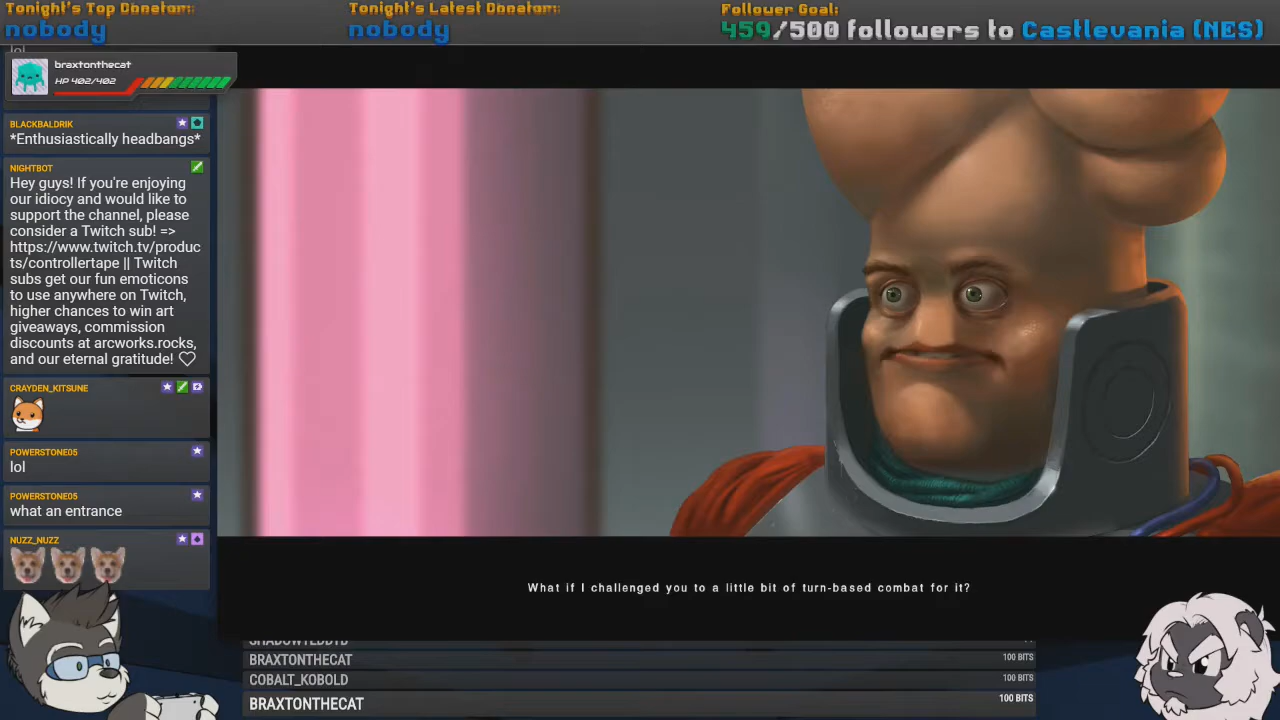 Tonight's Top Donator:
nobody
Tonight's Latest Donator:
nobody
Follower Goal:
459/500 followers to Castlevania (NES)
lol
braxtonthecat
HP 402/402
BLACKBALDRIK
*Enthusiastically headbangs*
NIGHTBOT
Hey guys! If you're enjoying
our idiocy and would like to
support the channel, please
consider a Twitch sub! =>
https://www.twitch.tv/produc
ts/controllertape || Twitch
subs get our fun emoticons
to use anywhere on Twitch,
higher chances to win art
giveaways, commission
discounts at arcworks.rocks,
and our eternal gratitude! ♡
CRAYDEN_KITSUNE
POWERSTONE05
lol
POWERSTONE05
what an entrance
NUZZ_NUZZ
What if I challenged you to a little bit of turn-based combat for it?
BRAXTONTHECAT 100 BITS
COBALT_KOBOLD 100 BITS
BRAXTONTHECAT 100 BITS